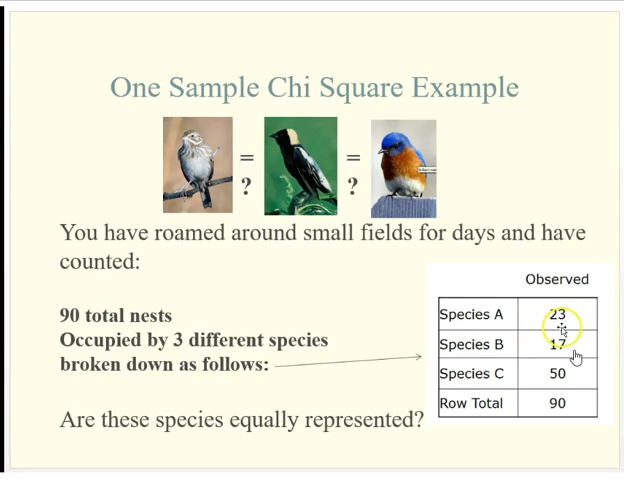 One Sample Chi Square Example
= =
? ?
You have roamed around small fields for days and have
counted:
Observed
90 total nests
Occupied by 3 different species
broken down as follows:
Species A 23
Species B 17
Species C 50
Row Total 90
Are these species equally represented?